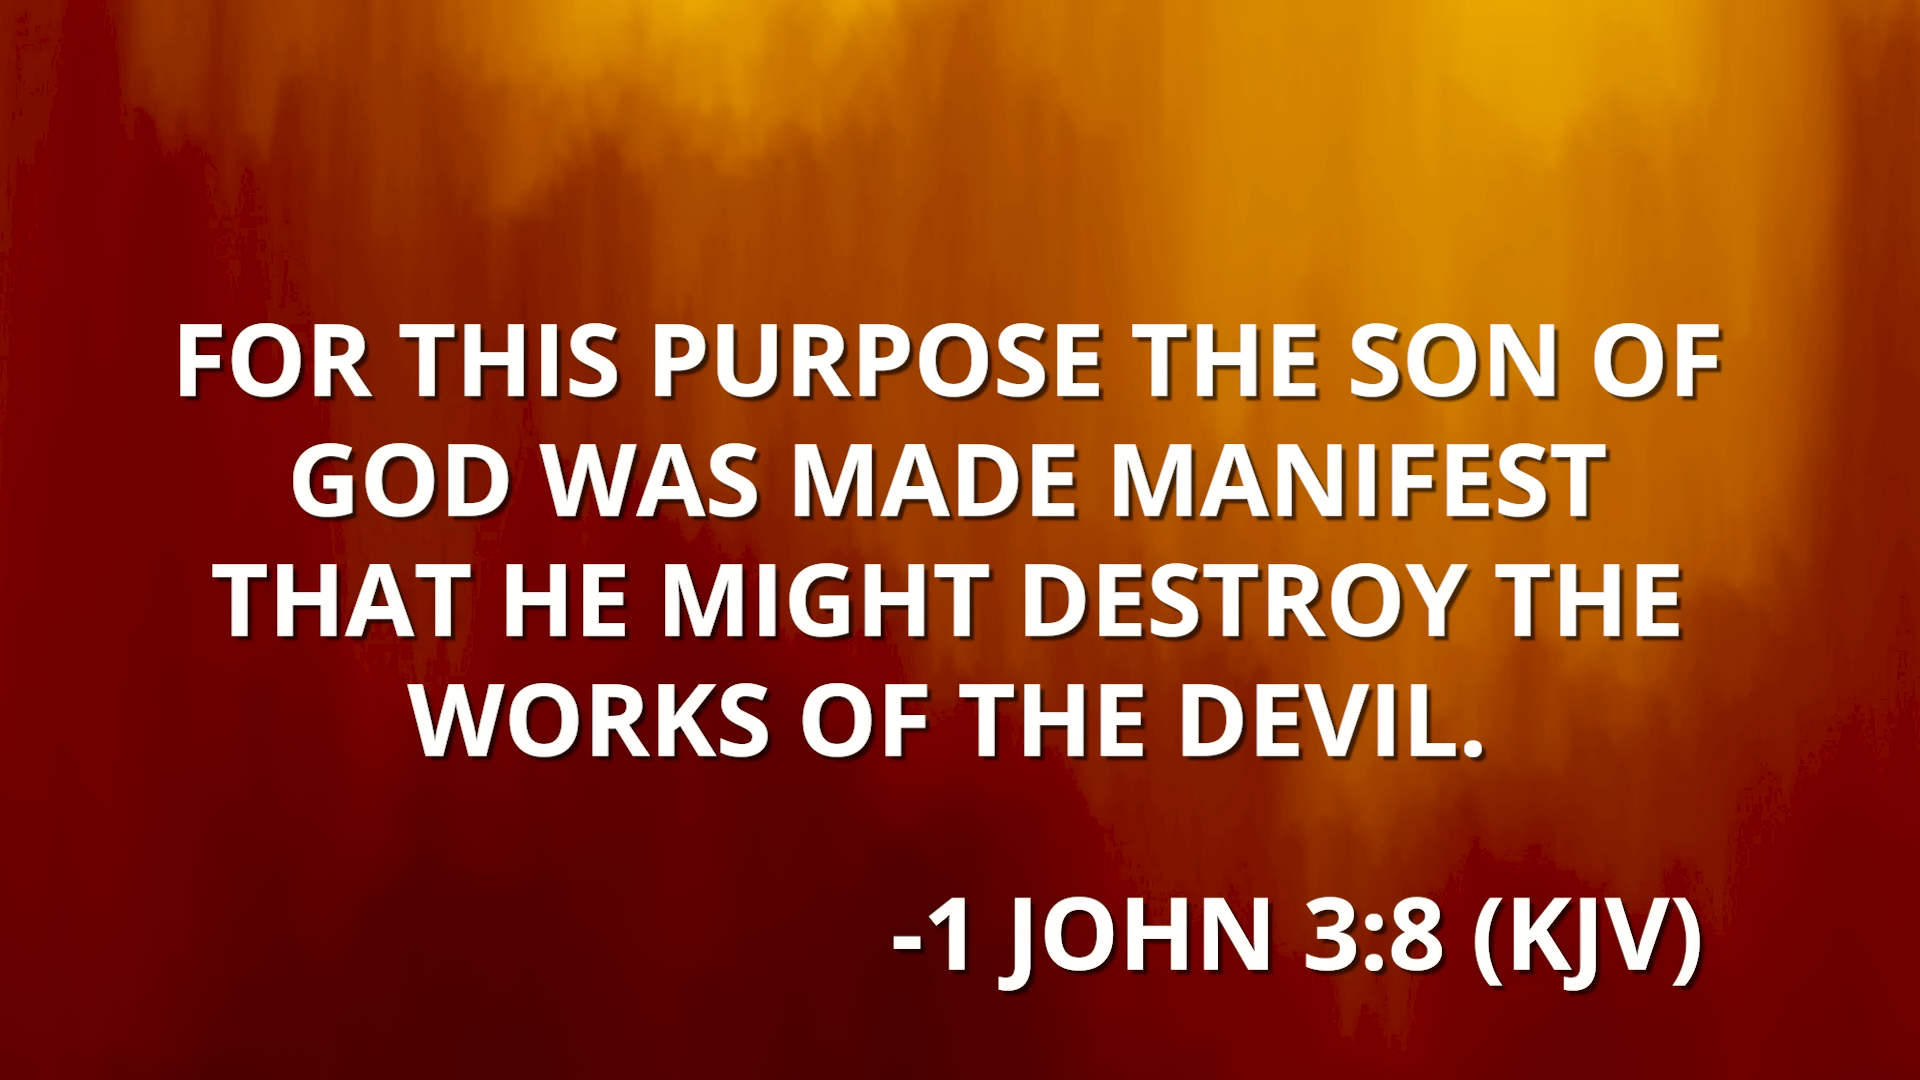 FOR THIS PURPOSE THE SON OF
GOD WAS MADE MANIFEST
THAT HE MIGHT DESTROY THE
WORKS OF THE DEVIL.
-1 JOHN 3:8 (KJV)